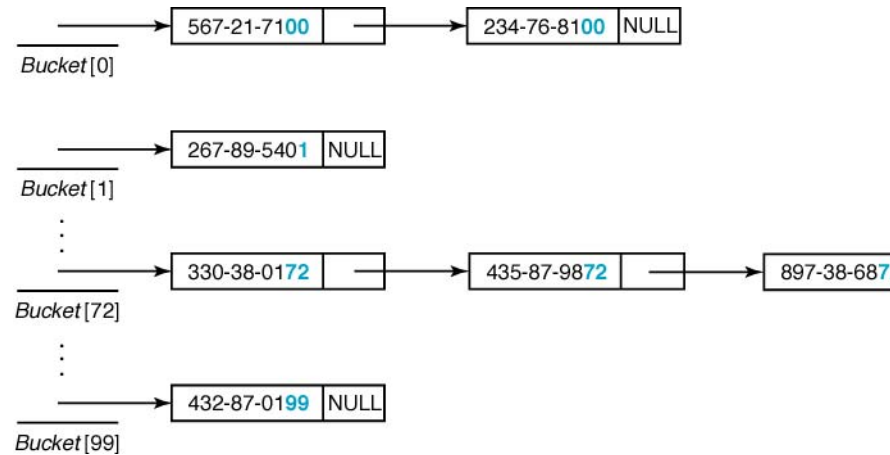 567-21-7100 234-76-8100 NULL
Bucket[0]
267-89-5401 NULL
Bucket[1]
330-38-0172 435-87-9872 897-38-687
Bucket[72]
432-87-0199 NULL
Bucket[99]